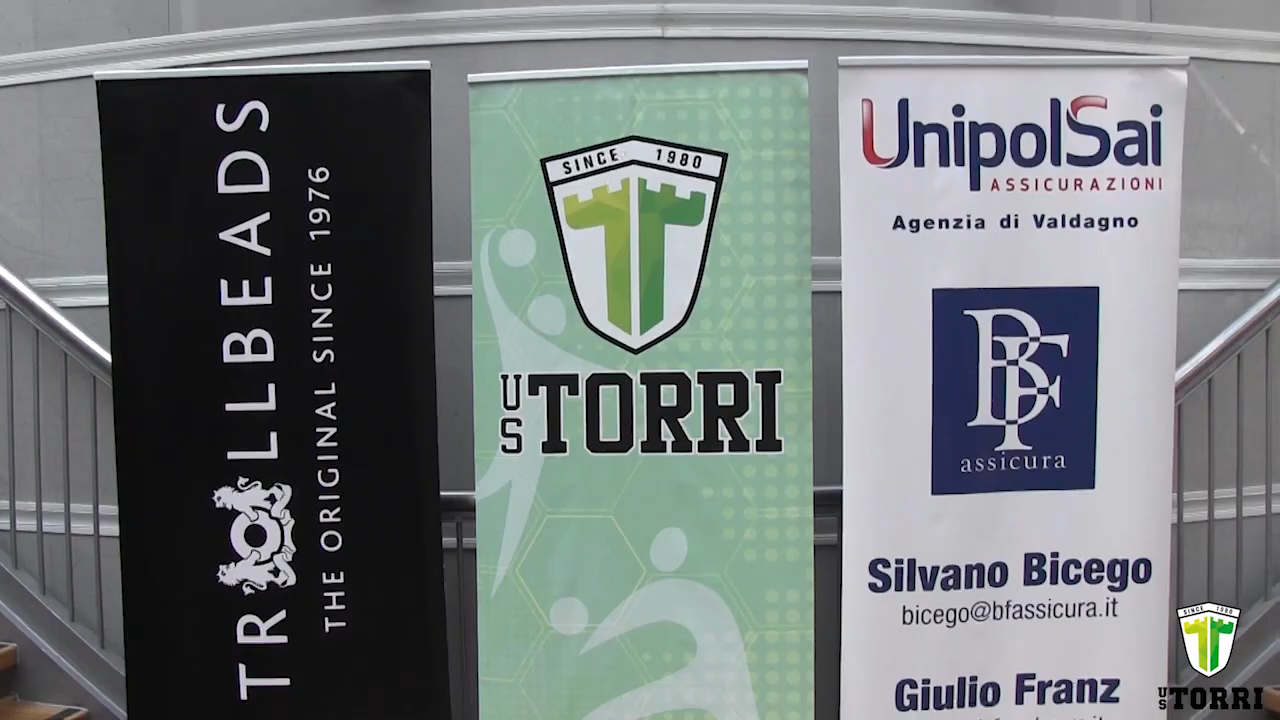 TROLLBEADS
THE ORIGINAL SINCE 1976
SINCE 1980
US TORRI
UnipolSai
ASSICURAZIONI
Agenzia di Valdagno
BF
assicura
Silvano Bicego
bicego@bfassicura.it
Giulio Franz
SINCE 1980
US TORRI